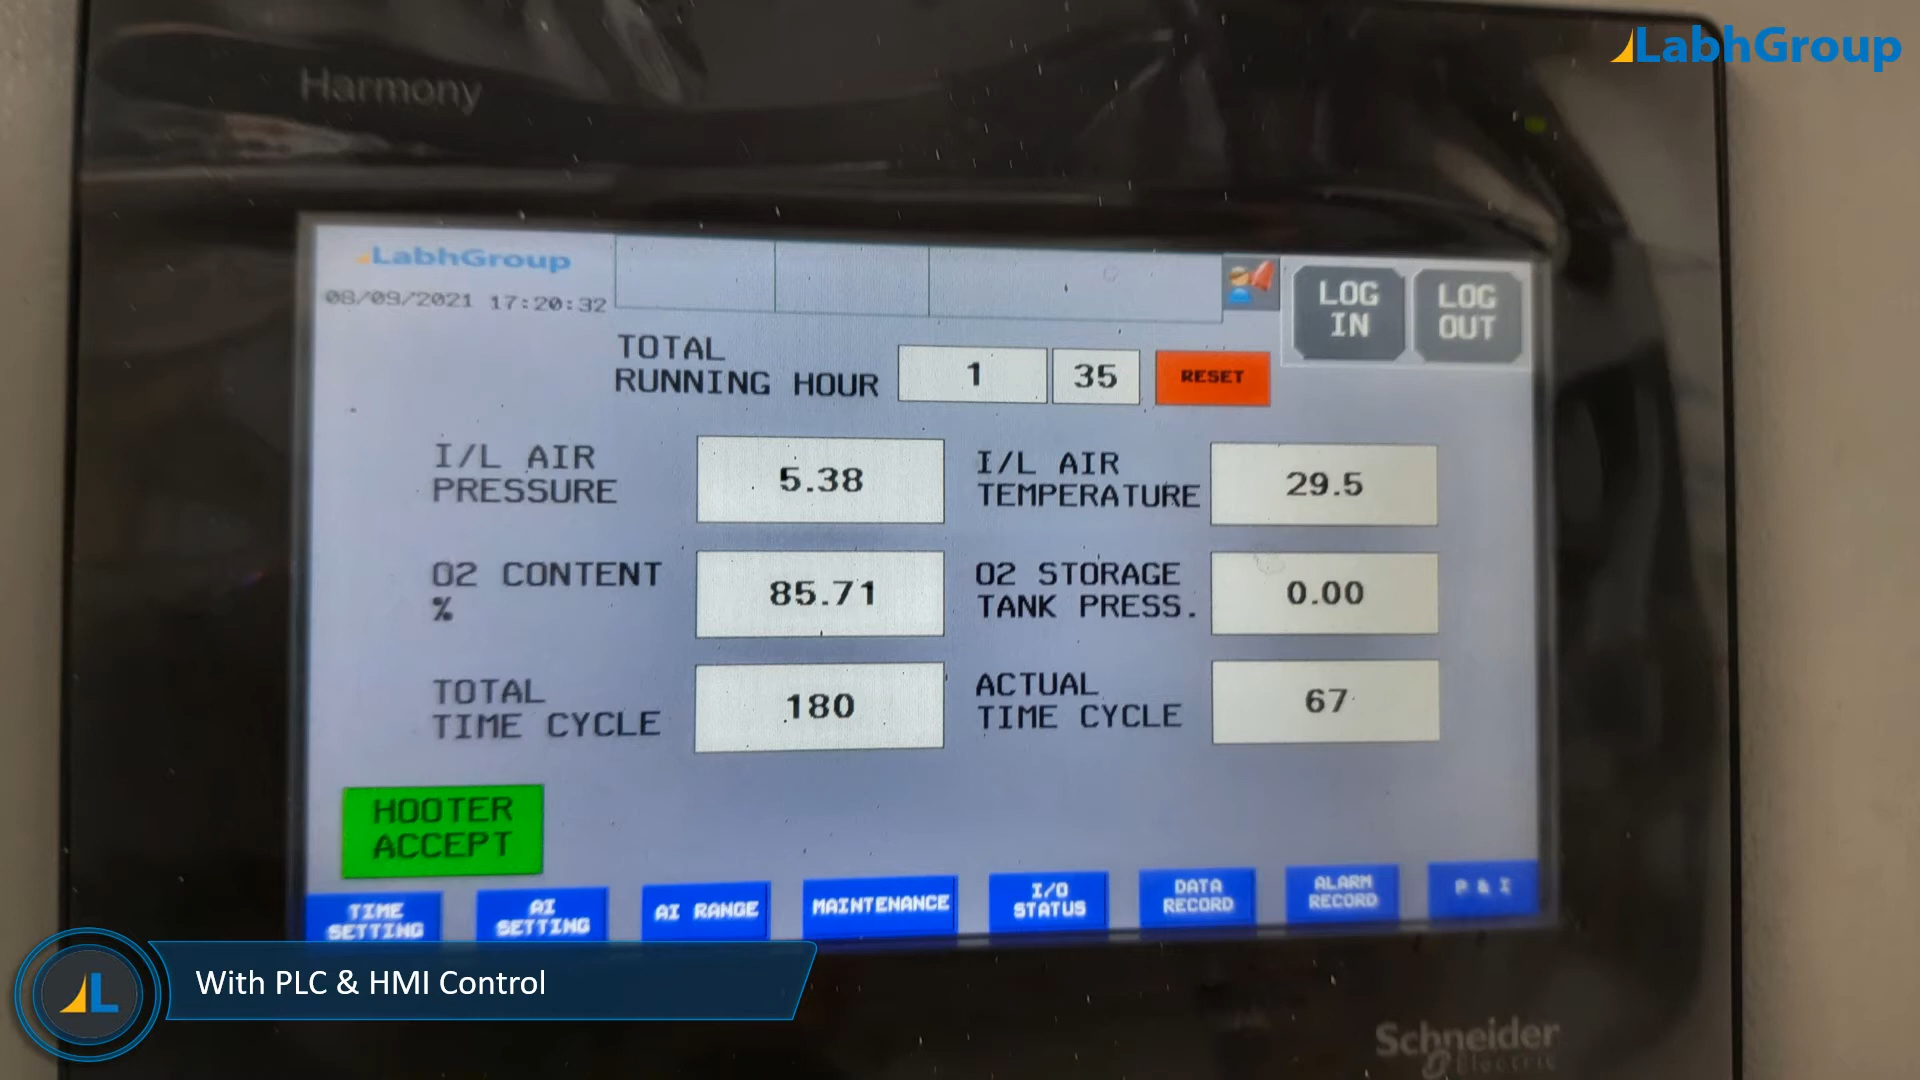 LabhGroup
Harmony
LabhGroup
08/09/2021 17:20:32
LOG
IN
LOG
OUT
TOTAL
RUNNING HOUR
1
35
RESET
I/L AIR
PRESSURE
5.38
I/L AIR
TEMPERATURE
29.5
O2 CONTENT
%
85.71
O2 STORAGE
TANK PRESS.
0.00
TOTAL
TIME CYCLE
180
ACTUAL
TIME CYCLE
67
HOOTER
ACCEPT
TIME
SETTING
AI
SETTING
AI RANGE
MAINTENANCE
I/O
STATUS
DATA
RECORD
ALARM
RECORD
P & I
L
With PLC & HMI Control
Schneider
Electric